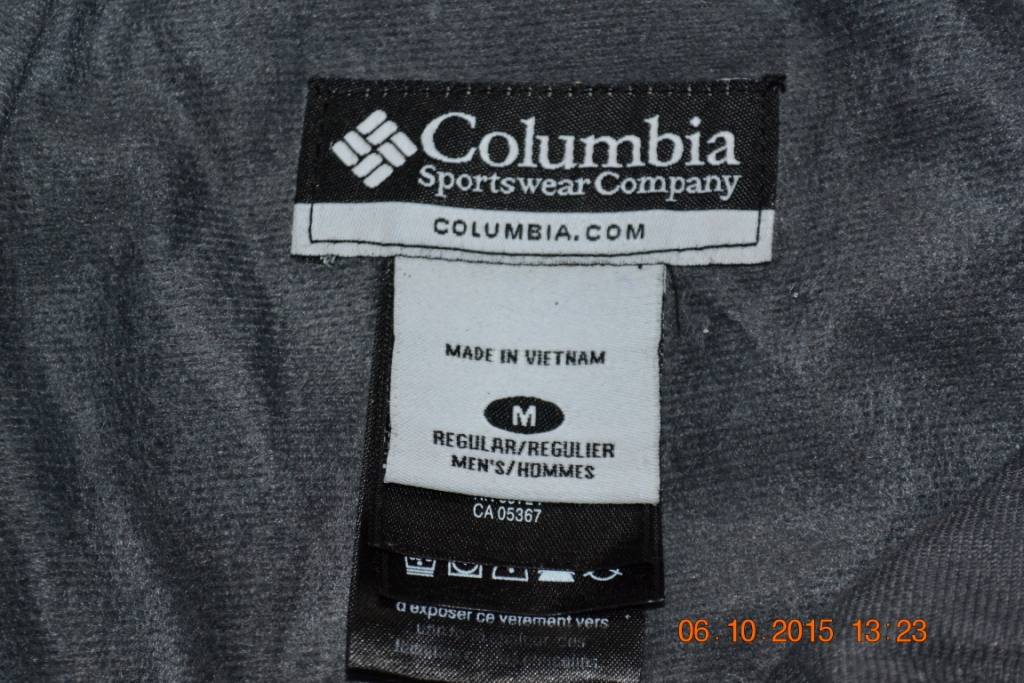 Columbia
Sportswear Company
COLUMBIA.COM
MADE IN VIETNAM
M
REGULAR/REGULIER
MEN'S/HOMMES
CA 05367
d'exposer ce vêtement vers
06.10.2015 13:23